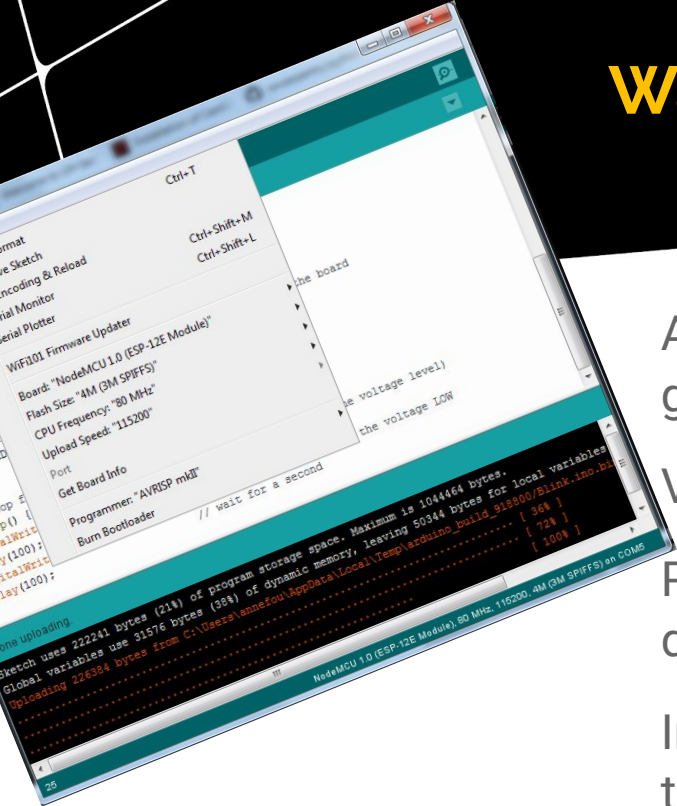 W
Ctrl+T
Ctrl+Shift+M
Encoding & Reload
Ctrl+Shift+L
Serial Monitor
Serial Plotter
WiFi101 Firmware Updater
Board: "NodeMCU 1.0 (ESP-12E Module)"
Flash Size: "4M (3M SPIFFS)"
CPU Frequency: "80 MHz"
Upload Speed: "115200"
Port
Get Board Info
Programmer: "AVRISP mkII"
Burn Bootloader
the board
voltage level)
the voltage LOW
// wait for a second
(100);
(100);
one uploading.
Sketch uses 222241 bytes (21%) of program storage space. Maximum is 1044464 bytes.
Global variables use 31576 bytes (38%) of dynamic memory, leaving 50344 bytes for local variables
Uploading 226384 bytes from C:\Users\annefou\AppData\Local\Temp\arduino_build_918800/Blink.ino.bi
[ 36% ]
[ 72% ]
[ 100% ]
25
NodeMCU 1.0 (ESP-12E Module), 80 MHz, 115200, 4M (3M SPIFFS) on COM5
A
g